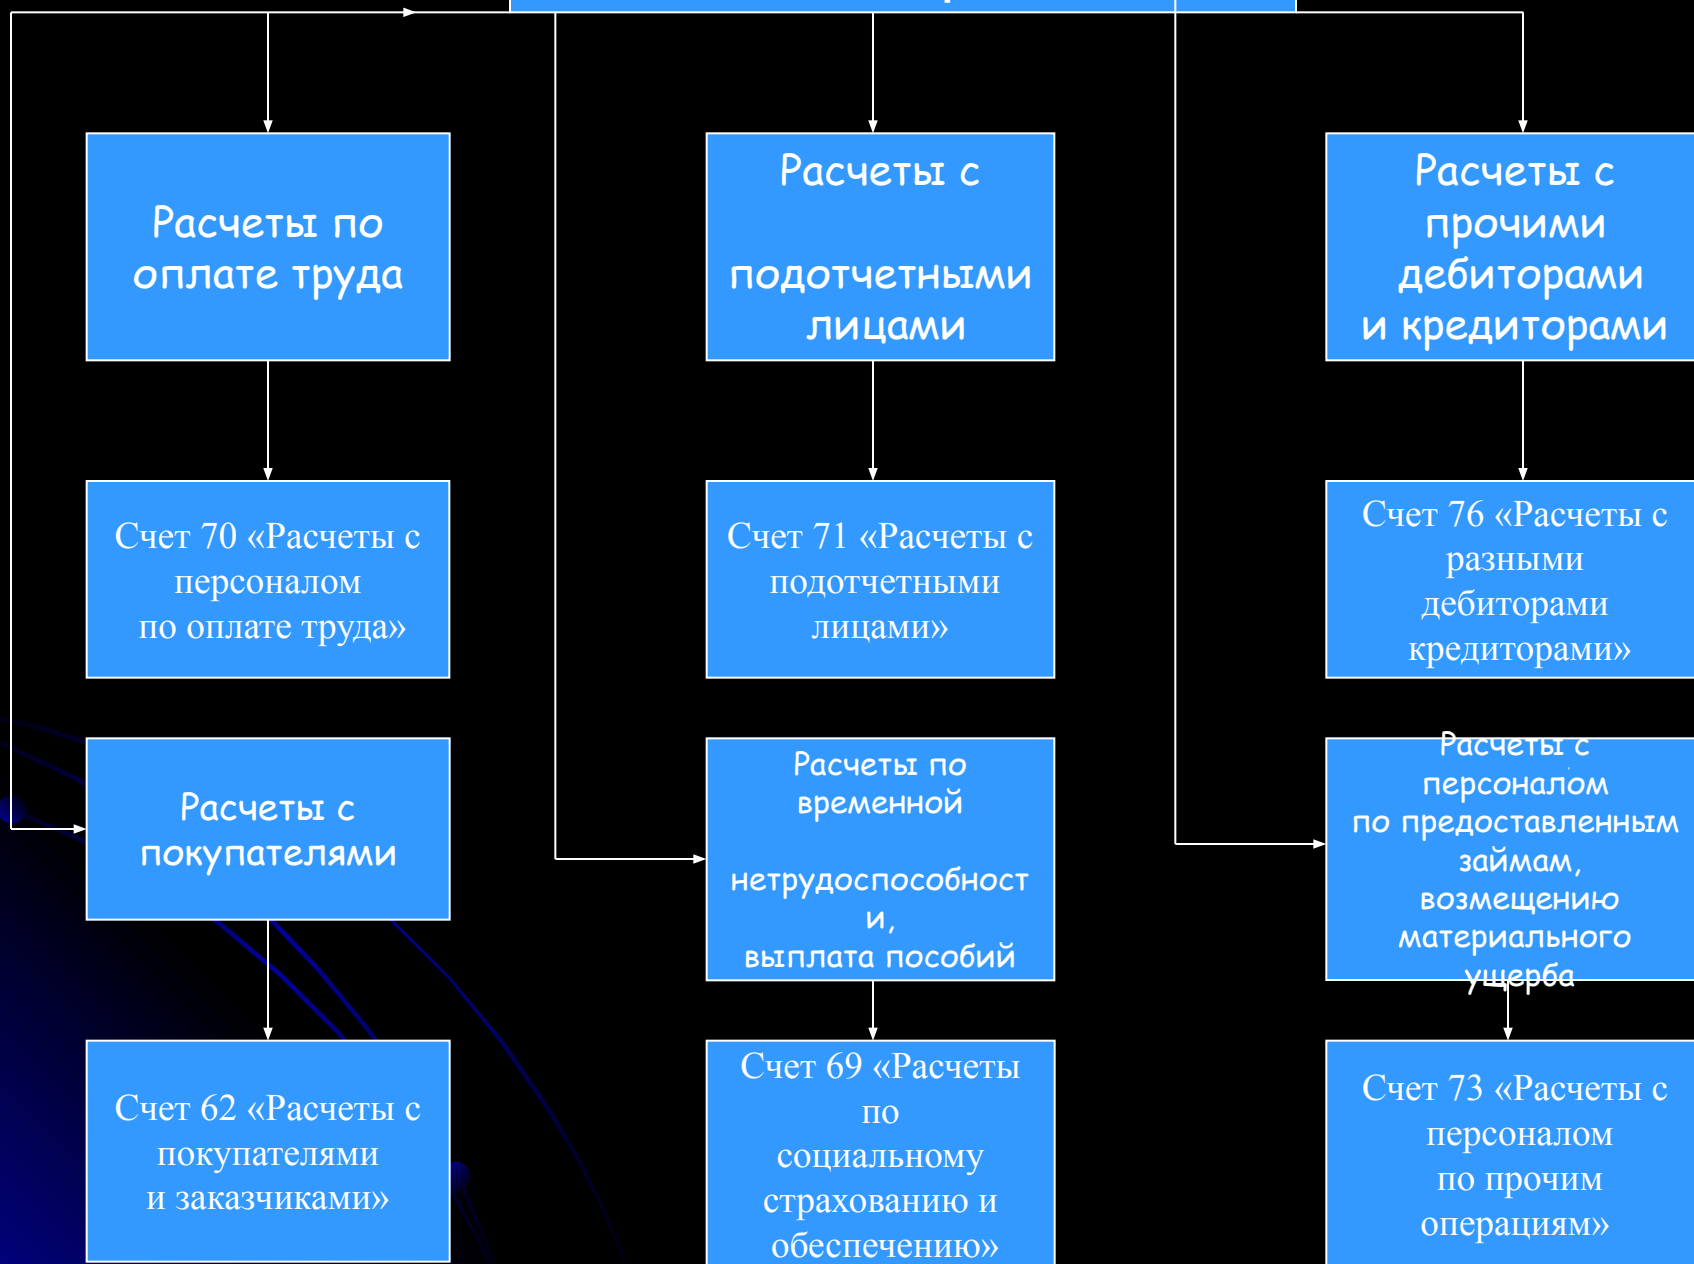 Расчеты по
оплате труда
Расчеты с
подотчетными
лицами
Расчеты с
прочими
дебиторами
и кредиторами
Счет 70 «Расчеты с
персоналом
по оплате труда»
Счет 71 «Расчеты с
подотчетными
лицами»
Счет 76 «Расчеты с
разными
дебиторами
кредиторами»
Расчеты с
покупателями
Расчеты по
временной
нетрудоспособност
и,
выплата пособий
Расчеты с
персоналом
по предоставленным
займам,
возмещению
материального
ущерба
Счет 62 «Расчеты с
покупателями
и заказчиками»
Счет 69 «Расчеты
по
социальному
страхованию и
обеспечению»
Счет 73 «Расчеты с
персоналом
по прочим
операциям»